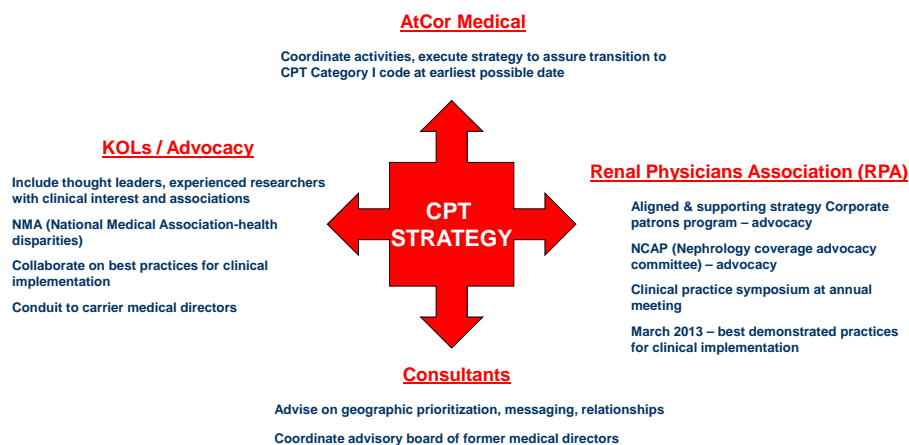 AtCor Medical
Coordinate activities, execute strategy to assure transition to
CPT Category I code at earliest possible date
KOLs / Advocacy
Include thought leaders, experienced researchers
with clinical interest and associations
NMA (National Medical Association-health
disparities)
Collaborate on best practices for clinical
implementation
Conduit to carrier medical directors
CPT
STRATEGY
Renal Physicians Association (RPA)
Aligned & supporting strategy Corporate
patrons program – advocacy
NCAP (Nephrology coverage advocacy
committee) – advocacy
Clinical practice symposium at annual
meeting
March 2013 – best demonstrated practices
for clinical implementation
Consultants
Advise on geographic prioritization, messaging, relationships
Coordinate advisory board of former medical directors